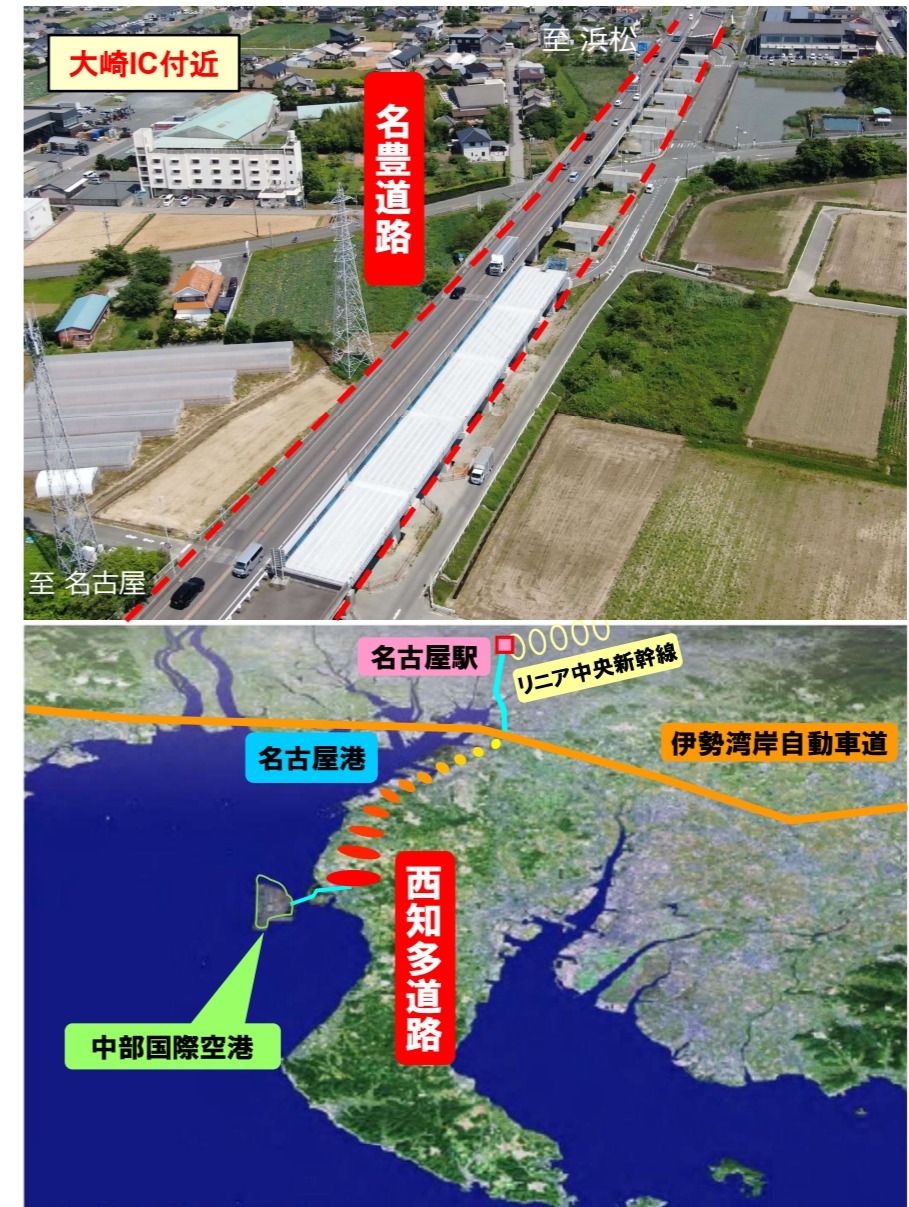 大崎IC付近
至 浜松
名豊道路
至 名古屋
名古屋駅
リニア中央新幹線
名古屋港
伊勢湾岸自動車道
西知多道路
中部国際空港